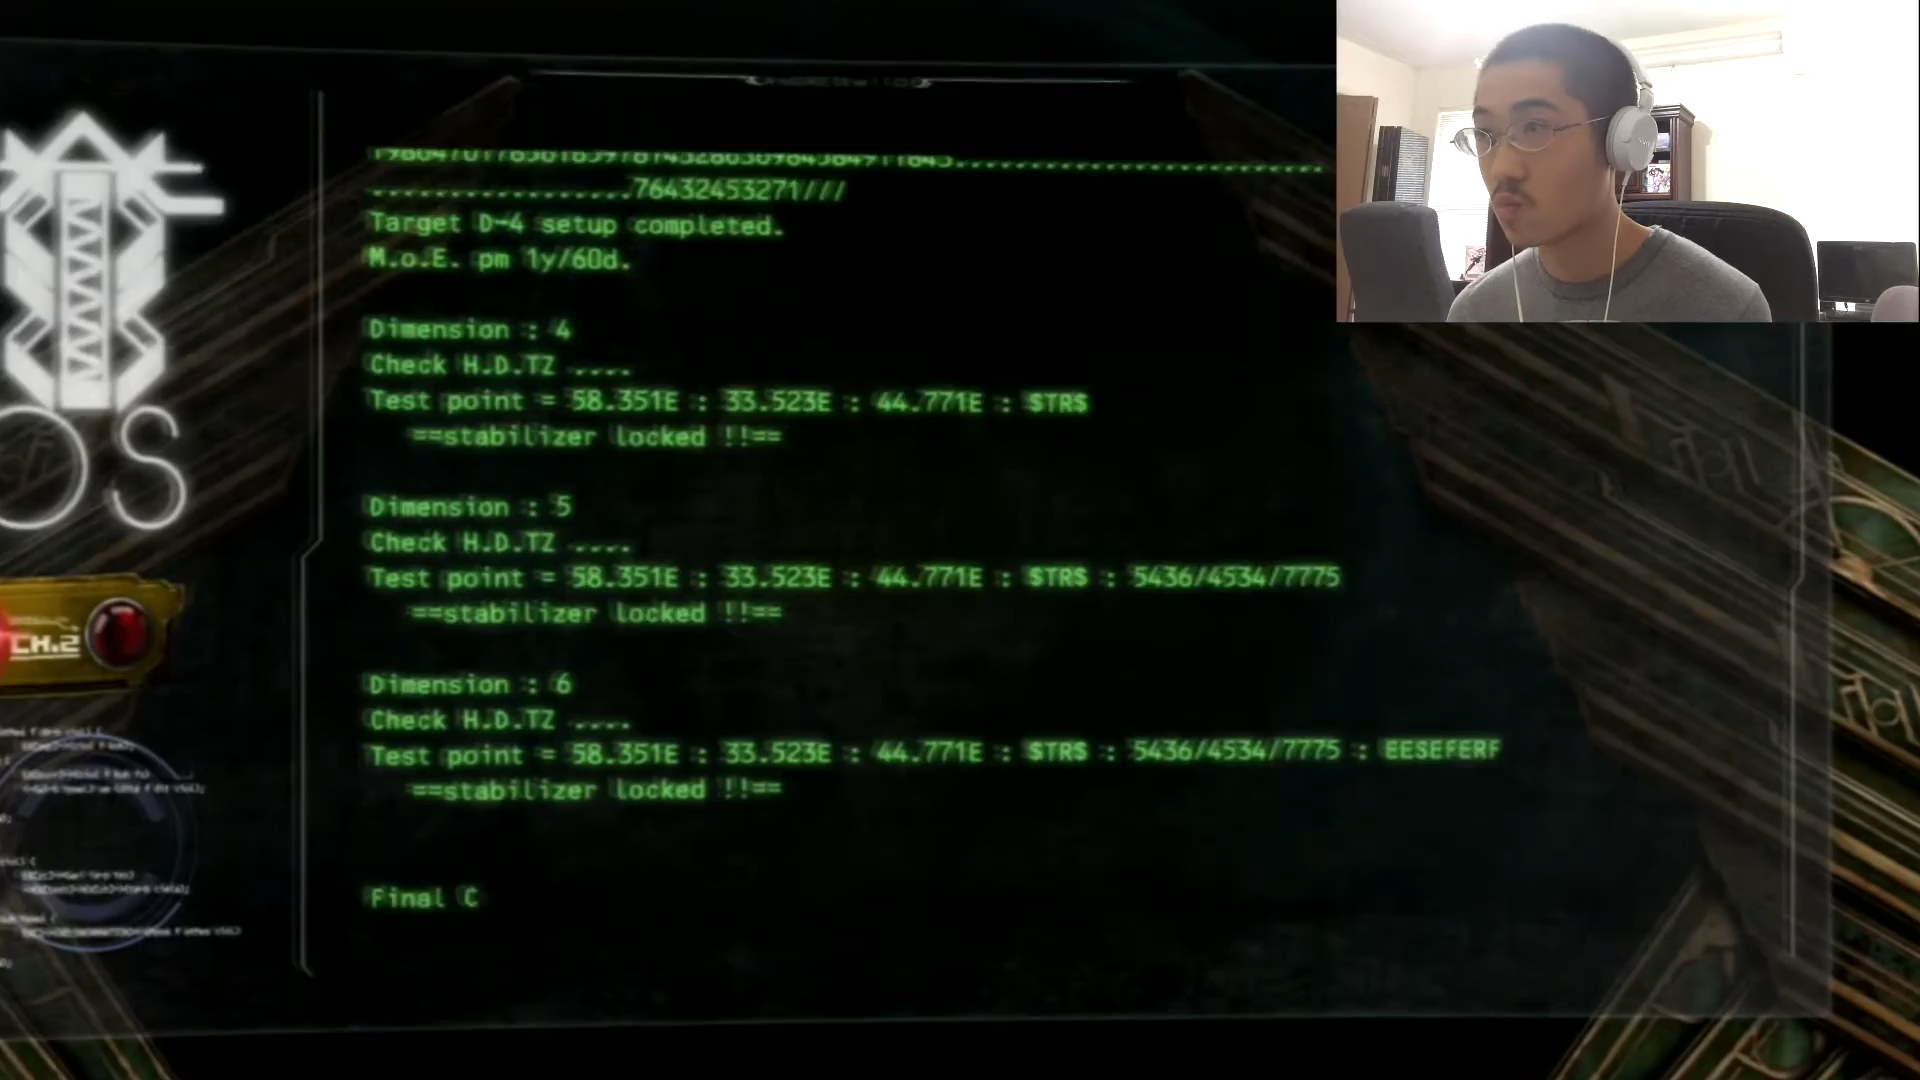 OS
CH.2
.................76432453271///
Target D-4 setup completed.
M.o.E. pm 1y/60d.
Dimension : 4
Check H.D.TZ ....
Test point = 58.351E : 33.523E : 44.771E : $TR$
==stabilizer locked !!==
Dimension : 5
Check H.D.TZ ....
Test point = 58.351E : 33.523E : 44.771E : $TR$ : 5436/4534/7775
==stabilizer locked !!==
Dimension : 6
Check H.D.TZ ....
Test point = 58.351E : 33.523E : 44.771E : $TR$ : 5436/4534/7775 : EESEFERF
==stabilizer locked !!==
Final C